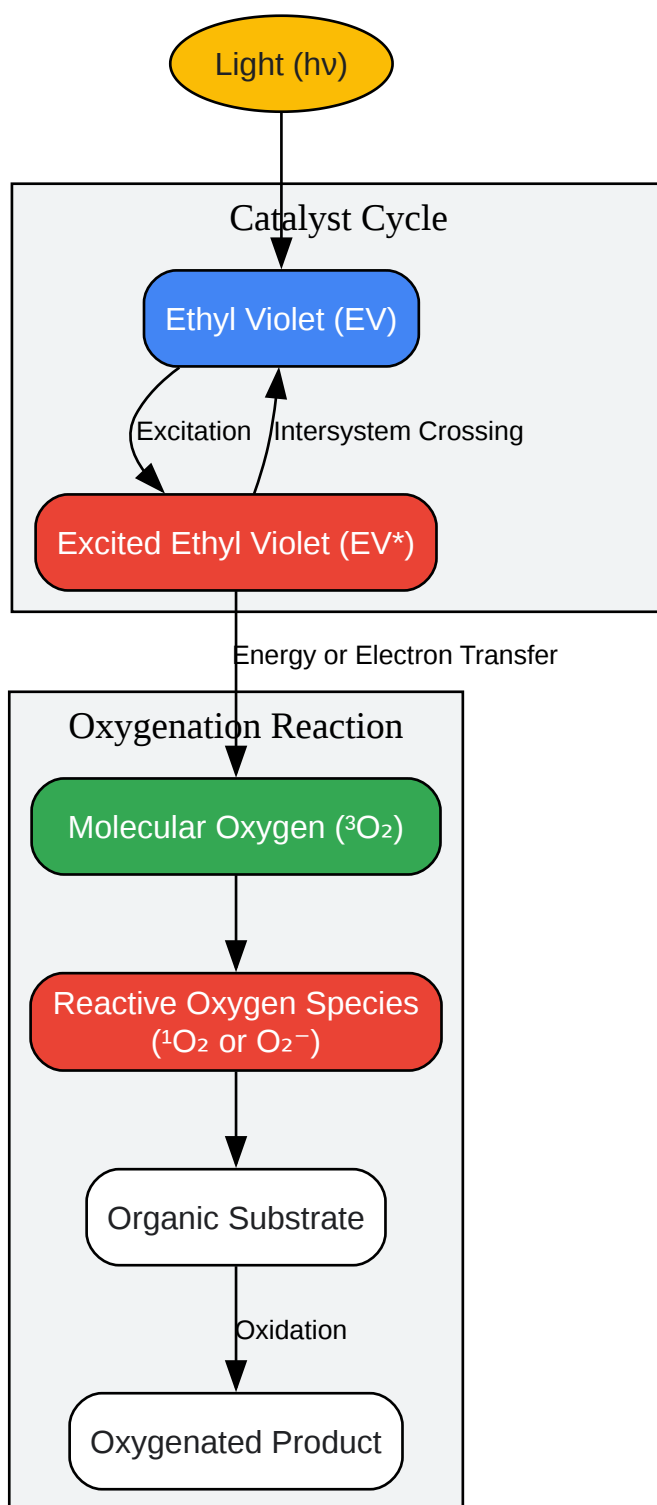 Light (hν)
Catalyst Cycle
Ethyl Violet (EV)
Excitation
Intersystem Crossing
Excited Ethyl Violet (EV*)
Energy or Electron Transfer
Oxygenation Reaction
Molecular Oxygen (³O₂)
Reactive Oxygen Species
(¹O₂ or O₂⁻)
Organic Substrate
Oxidation
Oxygenated Product